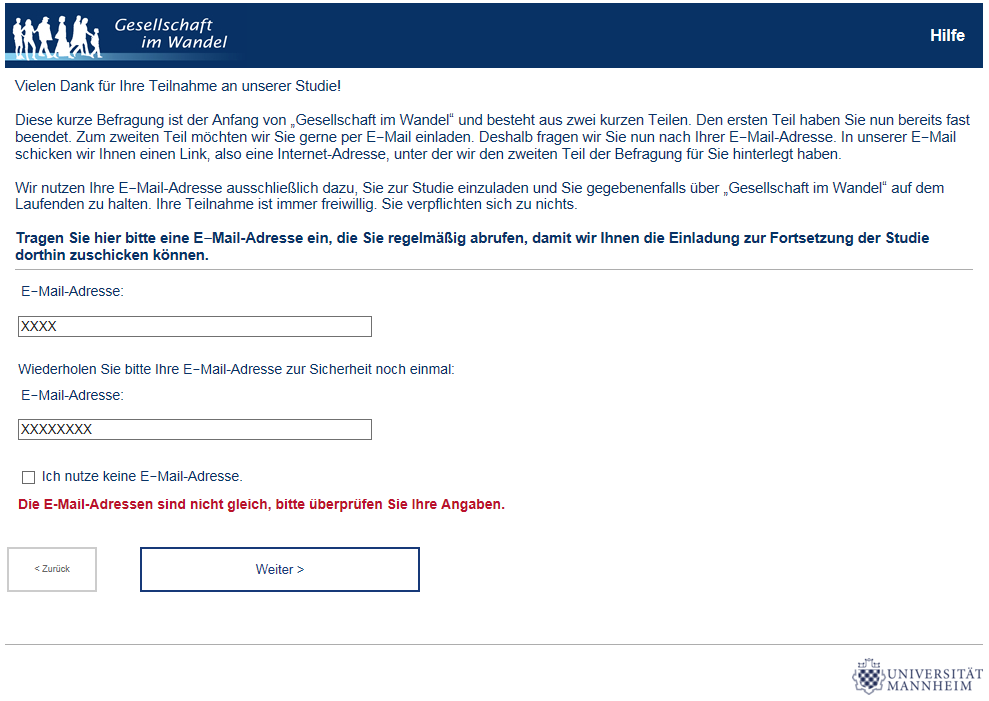 Gesellschaft
im Wandel
Hilfe
Vielen Dank für Ihre Teilnahme an unserer Studie!
Diese kurze Befragung ist der Anfang von „Gesellschaft im Wandel“ und besteht aus zwei kurzen Teilen. Den ersten Teil haben Sie nun bereits fast
beendet. Zum zweiten Teil möchten wir Sie gerne per E−Mail einladen. Deshalb fragen wir Sie nun nach Ihrer E−Mail-Adresse. In unserer E−Mail
schicken wir Ihnen einen Link, also eine Internet-Adresse, unter der wir den zweiten Teil der Befragung für Sie hinterlegt haben.
Wir nutzen Ihre E−Mail-Adresse ausschließlich dazu, Sie zur Studie einzuladen und Sie gegebenenfalls über „Gesellschaft im Wandel“ auf dem
Laufenden zu halten. Ihre Teilnahme ist immer freiwillig. Sie verpflichten sich zu nichts.
Tragen Sie hier bitte eine E−Mail-Adresse ein, die Sie regelmäßig abrufen, damit wir Ihnen die Einladung zur Fortsetzung der Studie
dorthin zuschicken können.
E−Mail-Adresse:
XXXX
Wiederholen Sie bitte Ihre E−Mail-Adresse zur Sicherheit noch einmal:
E−Mail-Adresse:
XXXXXXXX
Ich nutze keine E−Mail-Adresse.
Die E-Mail-Adressen sind nicht gleich, bitte überprüfen Sie Ihre Angaben.
< Zurück
Weiter >
UNIVERSITÄT
MANNHEIM